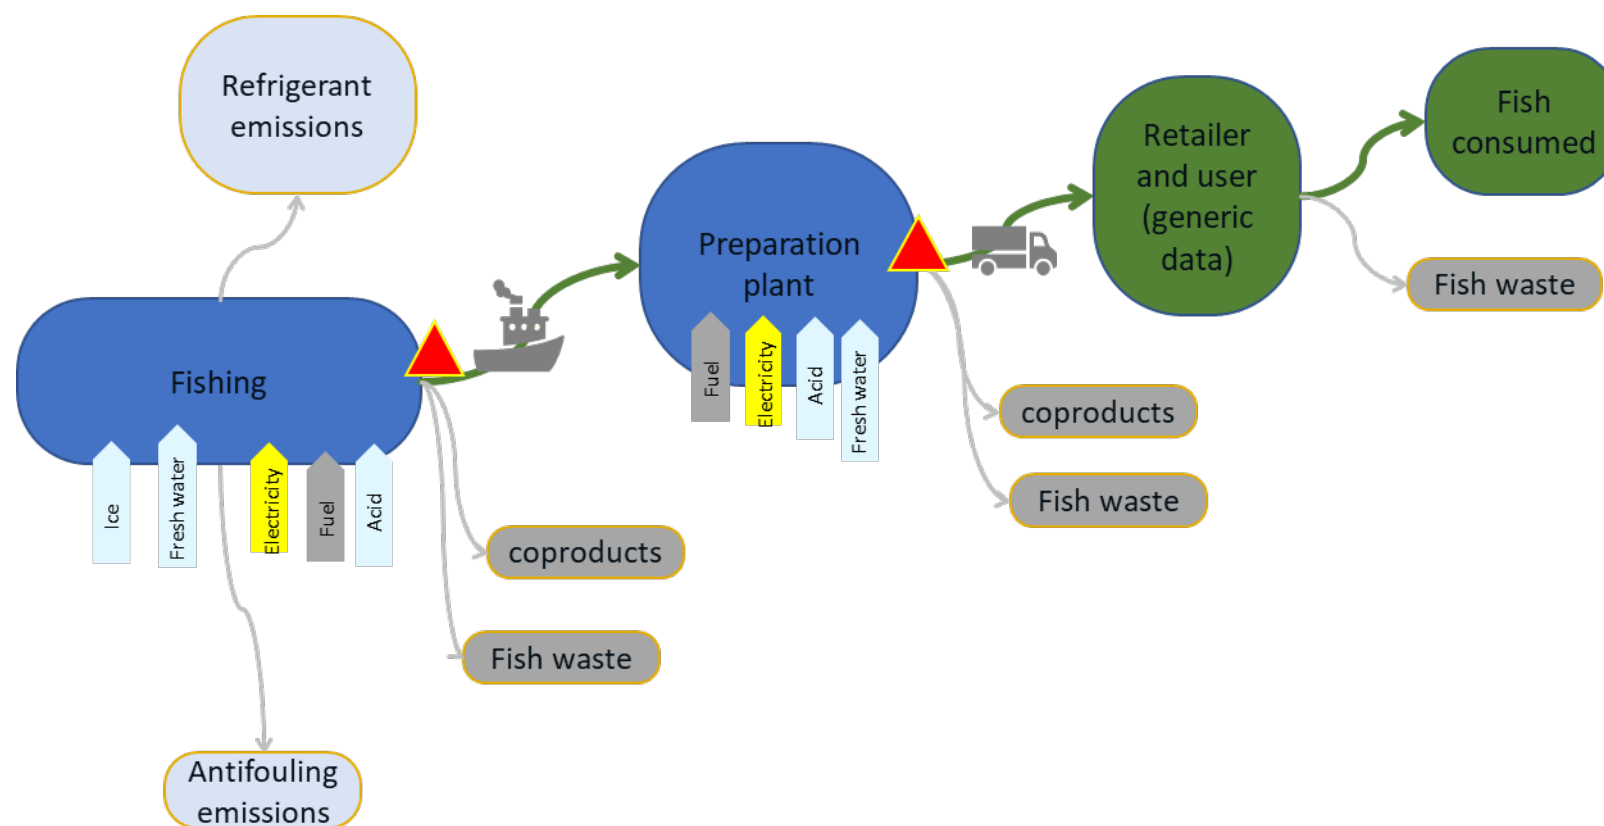 Refrigerant
emissions
Fishing
Ice
Fresh water
Electricity
Fuel
Acid
coproducts
Fish waste
Antifouling
emissions
Preparation
plant
Fuel
Electricity
Acid
Fresh water
coproducts
Fish waste
Retailer
and user
(generic
data)
Fish
consumed
Fish waste